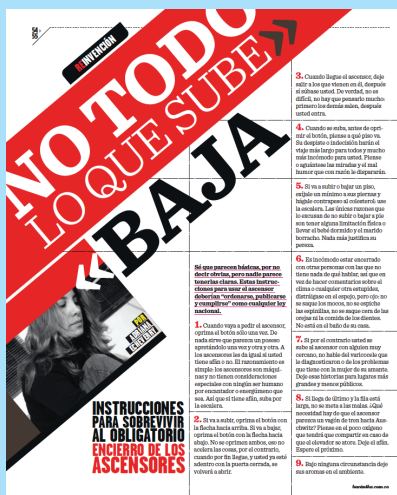 54
55
REINVENCIÓN
NO TODO
LO QUE SUBE
BAJA
POR
ADRIANA
INSTRUCCIONES
PARA SOBREVIVIR
AL OBLIGATORIO
ENCIERRO DE LOS
ASCENSORES
Sé que parecen básicas, por no
decir obvias, pero nadie parece
tenerlas claras. Estas instruc-
ciones para usar el ascensor
deberían “ordenarse, publicarse
y cumplirse” como cualquier ley
nacional.
1. Cuando vaya a pedir el ascensor,
oprima el botón sólo una vez. De
nada sirve que parezca un poseso
apretándolo una vez y otra y otra. A
los ascensores les da igual si usted
tiene afán o no. El razonamiento es
simple: los ascensores son máqui-
nas y no tienen consideraciones
especiales con ningún ser humano
por encantador o energúmeno que
sea. Así que si tiene afán, suba por
la escalera.
2. Si va a subir, oprima el botón con
la flecha hacia arriba. Si va a bajar,
oprima el botón con la flecha hacia
abajo. No se oprimen ambos, eso no
acelera las cosas, por el contrario,
cuando por fin llegue, y usted ya esté
adentro con la puerta cerrada, se
volverá a abrir.
3. Cuando llegue el ascensor, deje
salir a los que vienen en él, después
sí súbase usted. De verdad, no es
difícil, no hay que pensarlo mucho:
primero los demás salen, después
usted entra.
4. Cuando se suba, antes de opri-
mir el botón, piense a qué piso va.
Su despiste o indecisión harán el
viaje más largo para todos y mucho
más incómodo para usted. Piense
o aguántese las miradas y el mal
humor que con razón le dispararán.
5. Si va a subir o bajar un piso,
exíjale un mínimo a sus piernas y
hágale contrapeso al colesterol: use
la escalera. Las únicas razones que
lo excusan de no subir o bajar a pie
son tener alguna limitación física o
llevar el bebé dormido y el marido
borracho. Nada más justifica su
pereza.
6. Es incómodo estar encerrado
con otras personas con las que no
tiene nada de qué hablar, así que en
vez de hacer comentarios sobre el
clima o cualquier otra estupidez,
distráigase en el espejo, pero ojo: no
se saque los mocos, no se espiche
las espinillas, no se saque cera de las
orejas ni la comida de los dientes.
No está en el baño de su casa.
7. Si por el contrario usted se
sube al ascensor con alguien muy
cercano, no hable del varicocele que
le diagnosticaron o de los problemas
que tiene con la mujer de su amante.
Deje esas historias para lugares más
grandes y menos públicos.
8. Si llega de último y la fila está
larga, no se meta a las malas. ¿Qué
necesidad hay de que el ascensor
parezca un vagón de tren hacia Aus-
chwitz? Piense en el poco oxígeno
que tendrá que compartir en caso de
que el elevador se atore. Deje el afán.
Espere el próximo.
9. Bajo ninguna circunstancia deje
sus aromas en el ambiente.